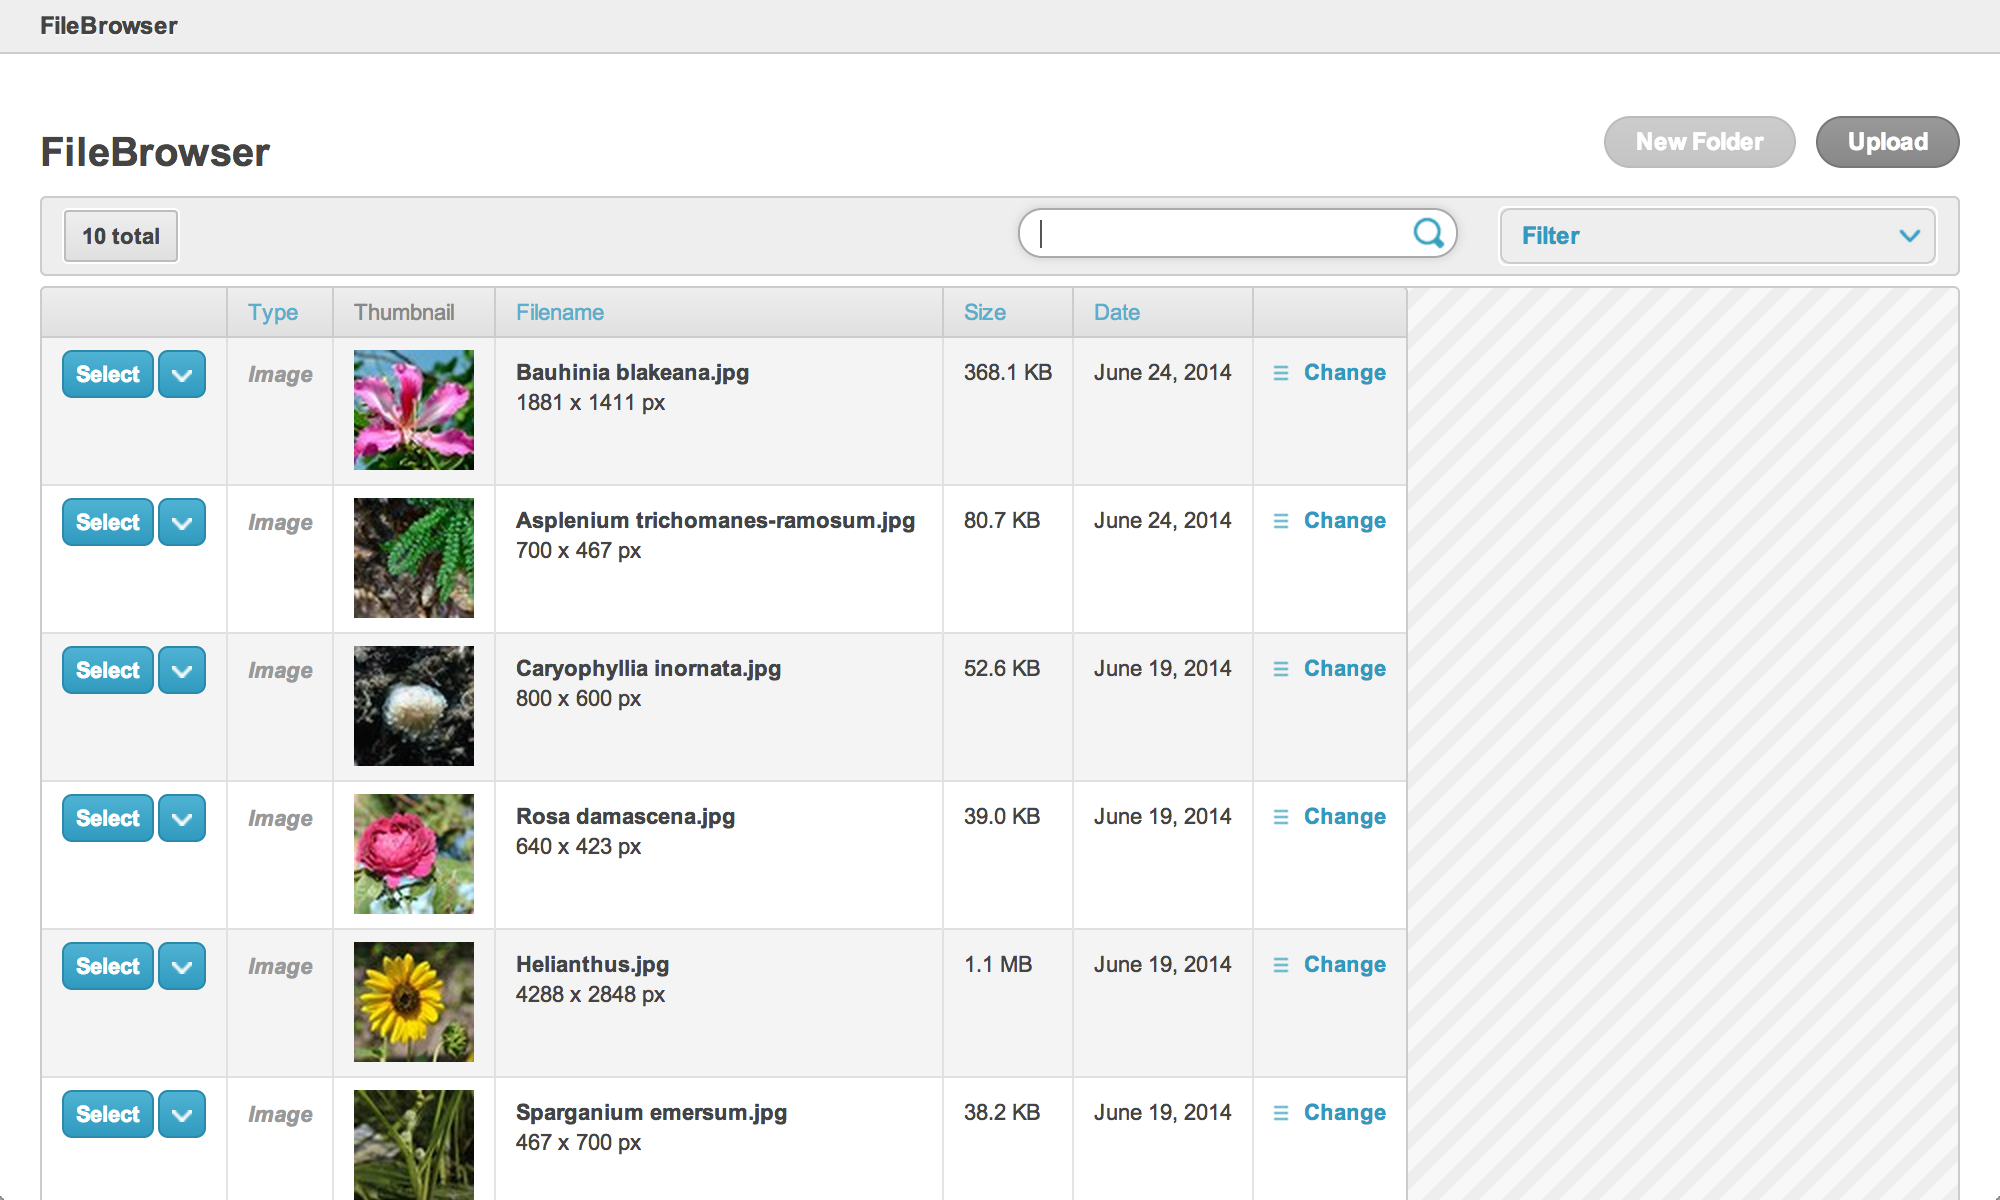 FileBrowser
FileBrowser
New Folder
Upload
10 total
Filter
Type Thumbnail Filename Size Date
Select Image Bauhinia blakeana.jpg 368.1 KB June 24, 2014 Change
1881 x 1411 px
Select Image Asplenium trichomanes-ramosum.jpg 80.7 KB June 24, 2014 Change
700 x 467 px
Select Image Caryophyllia inornata.jpg 52.6 KB June 19, 2014 Change
800 x 600 px
Select Image Rosa damascena.jpg 39.0 KB June 19, 2014 Change
640 x 423 px
Select Image Helianthus.jpg 1.1 MB June 19, 2014 Change
4288 x 2848 px
Select Image Sparganium emersum.jpg 38.2 KB June 19, 2014 Change
467 x 700 px